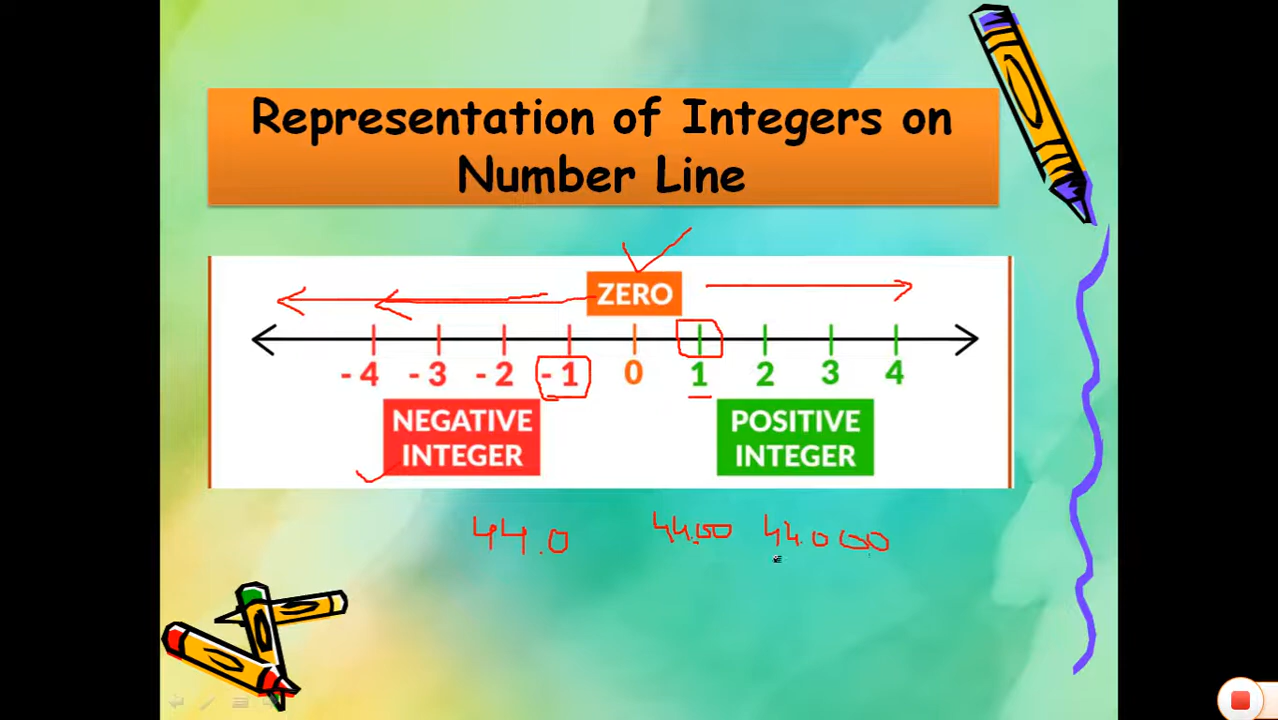 Representation of Integers on
Number Line
ZERO
- 4 - 3 - 2 - 1 0 1 2 3 4
NEGATIVE
INTEGER
POSITIVE
INTEGER
44.0 44.00 44.000